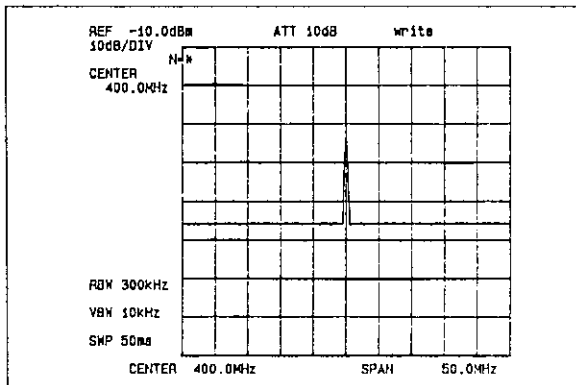 REF -10.0dBm ATT 10dB write
10dB/DIV
N*
CENTER
400.0MHz
RBW 300kHz
VBW 10kHz
SWP 50ms
CENTER 400.0MHz SPAN 50.0MHz